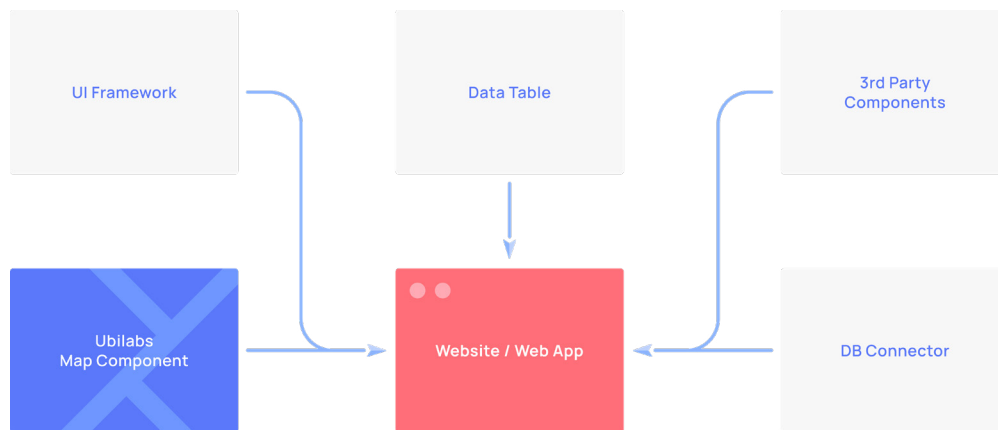 UI Framework
Data Table
3rd Party
Components
Ubilabs
Map Component
Website / Web App
DB Connector